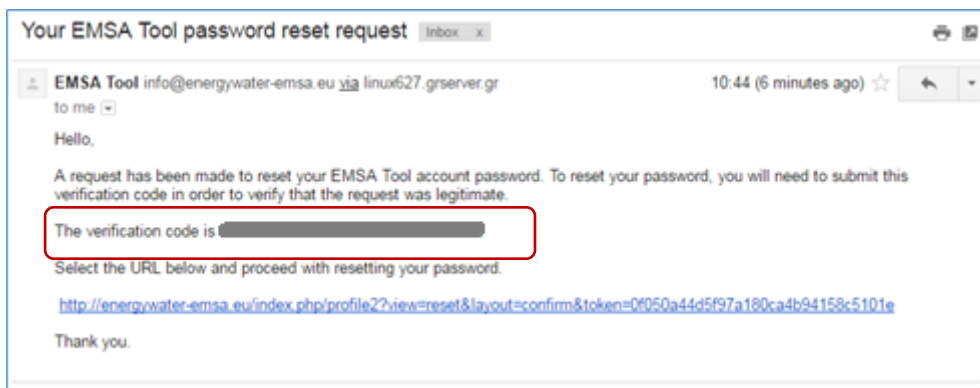 Your EMSA Tool password reset request Inbox x
EMSA Tool info@energywater-emsa.eu via linux627.grserver.gr 10:44 (6 minutes ago)
to me
Hello,
A request has been made to reset your EMSA Tool account password. To reset your password, you will need to submit this
verification code in order to verify that the request was legitimate.
The verification code is
Select the URL below and proceed with resetting your password.
http://energywater-emsa.eu/index.php/profile2?view=reset&layout=confirm&token=0f050a44d5f97a180ca4b94158c5101e
Thank you.